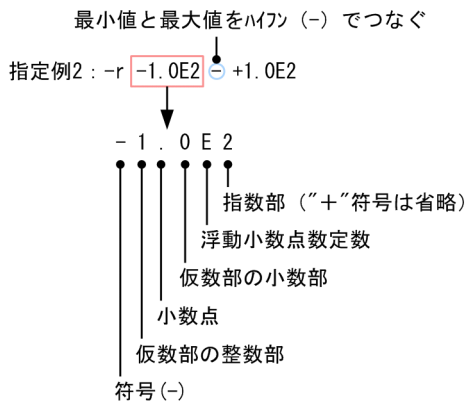 最小値と最大値をﾊｲﾌﾝ (-) でつなぐ
指定例2：-r -1.0E2 - +1.0E2
- 1 . 0 E 2
指数部 ("＋"符号は省略)
浮動小数点数定数
仮数部の小数部
小数点
仮数部の整数部
符号(-)